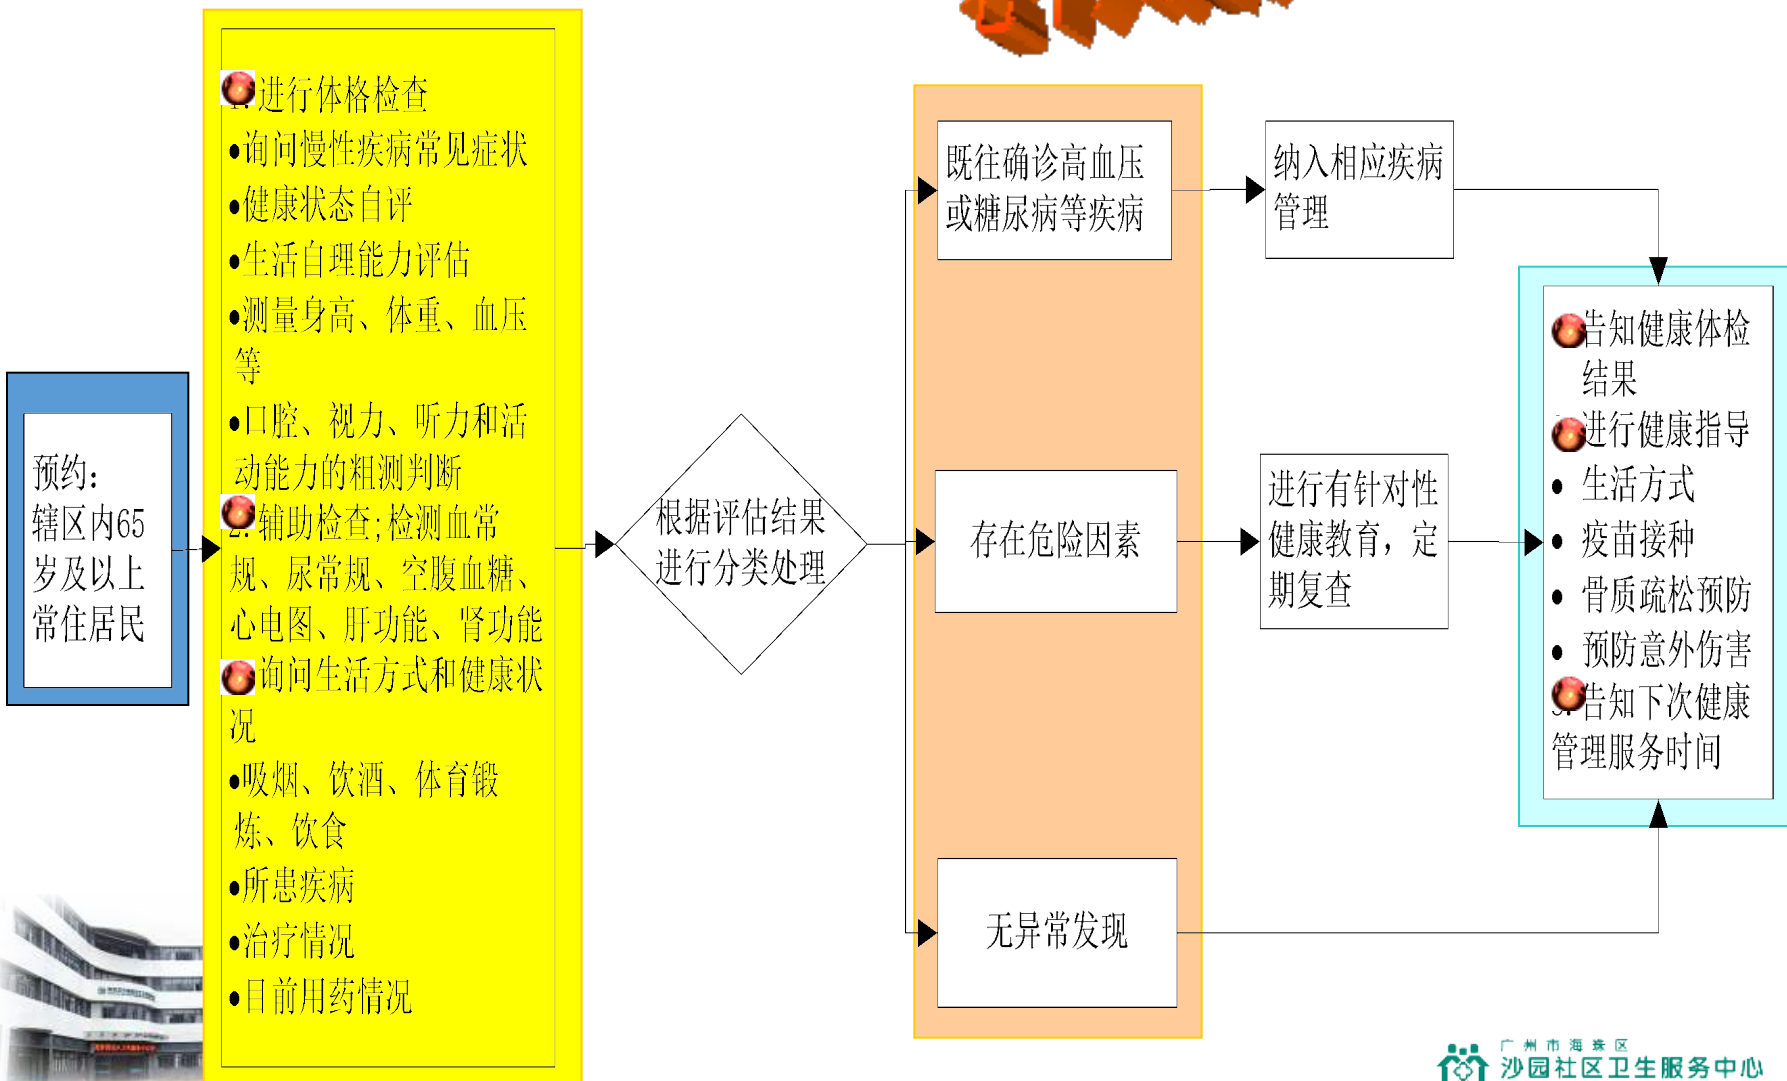 预约：
辖区内65
岁及以上
常住居民
进行体格检查
●询问慢性疾病常见症状
●健康状态自评
●生活自理能力评估
●测量身高、体重、血压
等
●口腔、视力、听力和活
动能力的粗测判断
2.辅助检查;检测血常
规、尿常规、空腹血糖、
心电图、肝功能、肾功能
询问生活方式和健康状
况
●吸烟、饮酒、体育锻
炼、饮食
●所患疾病
●治疗情况
●目前用药情况
根据评估结果
进行分类处理
既往确诊高血压
或糖尿病等疾病
存在危险因素
无异常发现
纳入相应疾病
管理
进行有针对性
健康教育，定
期复查
告知健康体检
结果
进行健康指导
● 生活方式
● 疫苗接种
● 骨质疏松预防
● 预防意外伤害
告知下次健康
管理服务时间
广州市海珠区
沙园社区卫生服务中心